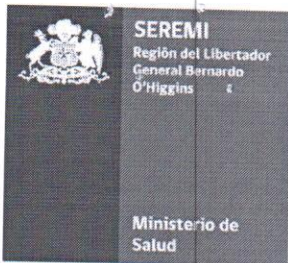 SEREMI
Región del Libertador
General Bernardo
O'Higgins
Ministerio de
Salud